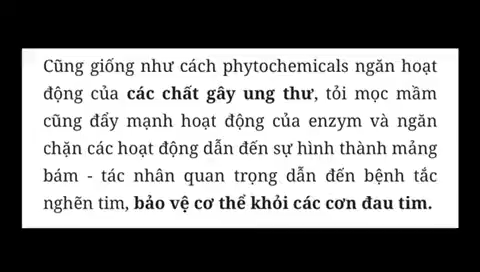 Cũng giống như cách phytochemicals ngăn hoạt
động của các chất gây ung thư, tỏi mọc mầm
cũng đẩy mạnh hoạt động của enzym và ngăn
chặn các hoạt động dẫn đến sự hình thành mảng
bám - tác nhân quan trọng dẫn đến bệnh tắc
nghẽn tim, bảo vệ cơ thể khỏi các cơn đau tim.